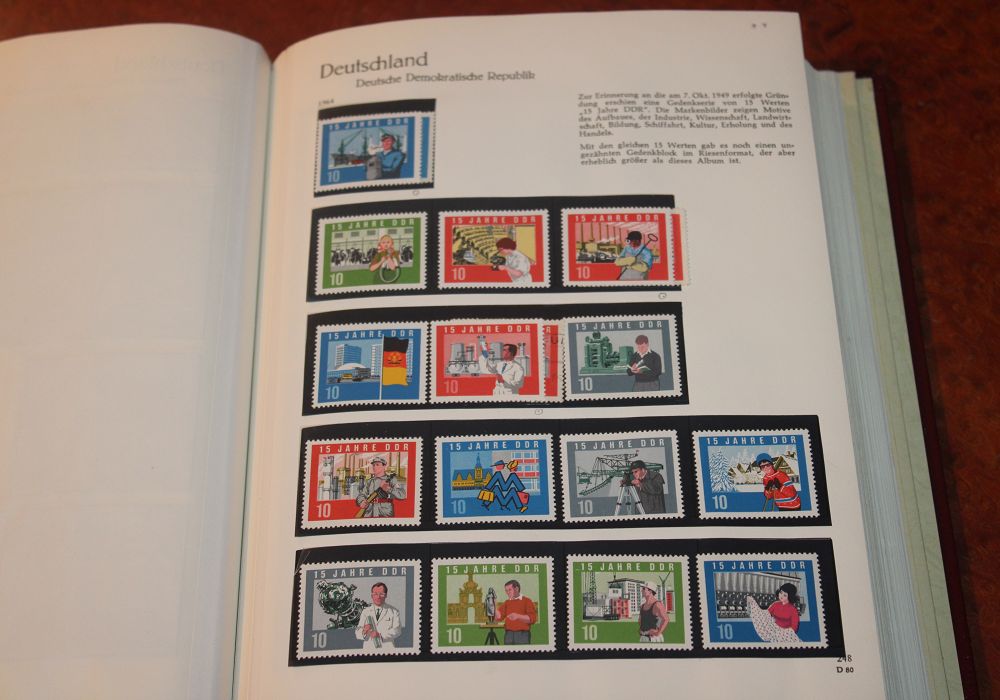 Deutschland
Deutsche Demokratische Republik
1964
Zur Erinnerung an die am 7. Okt. 1949 erfolgte Grün-
dung erschien eine Gedenkserie von 15 Werten
„15 Jahre DDR". Die Markenbilder zeigen Motive
des Aufbaues, der Industrie, Wissenschaft, Landwirt-
schaft, Bildung, Schiffahrt, Kultur, Erholung und des
Handels.
Mit den gleichen 15 Werten gab es noch einen un-
gezähnten Gedenkblock im Riesenformat, der aber
erheblich größer als dieses Album ist.
15 JAHRE DDR
10
15 JAHRE DDR
10
15 JAHRE DDR
10
15 JAHRE DDR
10
15 JAHRE DDR
10
15 JAHRE DDR
10
15 JAHRE DDR
10
15 JAHRE DDR
10
15 JAHRE DDR
10
15 JAHRE DDR
10
15 JAHRE DDR
10
15 JAHRE DDR
10
15 JAHRE DDR
10
15 JAHRE DDR
10
15 JAHRE DDR
10
15 JAHRE DDR
10
248
D 80